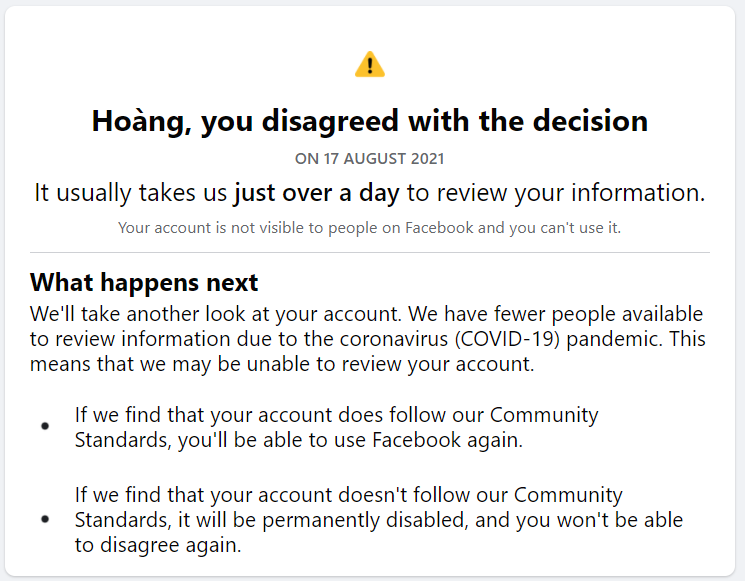 Hoàng, you disagreed with the decision
ON 17 AUGUST 2021
It usually takes us just over a day to review your information.
Your account is not visible to people on Facebook and you can't use it.
What happens next
We'll take another look at your account. We have fewer people available
to review information due to the coronavirus (COVID-19) pandemic. This
means that we may be unable to review your account.
If we find that your account does follow our Community
Standards, you'll be able to use Facebook again.
If we find that your account doesn't follow our Community
Standards, it will be permanently disabled, and you won't be able
to disagree again.